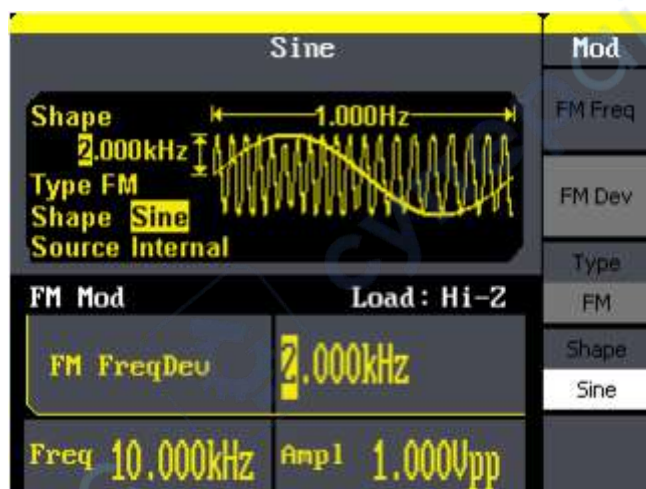 Sine
Mod
Shape
1.000Hz
2.000kHz
Type FM
Shape Sine
Source Internal
FM Freq
FM Dev
Type
FM
Shape
Sine
FM Mod
Load: Hi-Z
FM FreqDev
2.000kHz
Freq 10.000kHz
Ampl 1.000Vpp